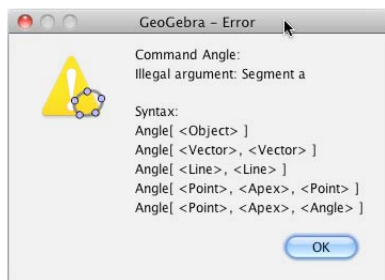 GeoGebra – Error
Command Angle:
Illegal argument: Segment a
Syntax:
Angle[ <Object> ]
Angle[ <Vector>, <Vector> ]
Angle[ <Line>, <Line> ]
Angle[ <Point>, <Apex>, <Point> ]
Angle[ <Point>, <Apex>, <Angle> ]
OK